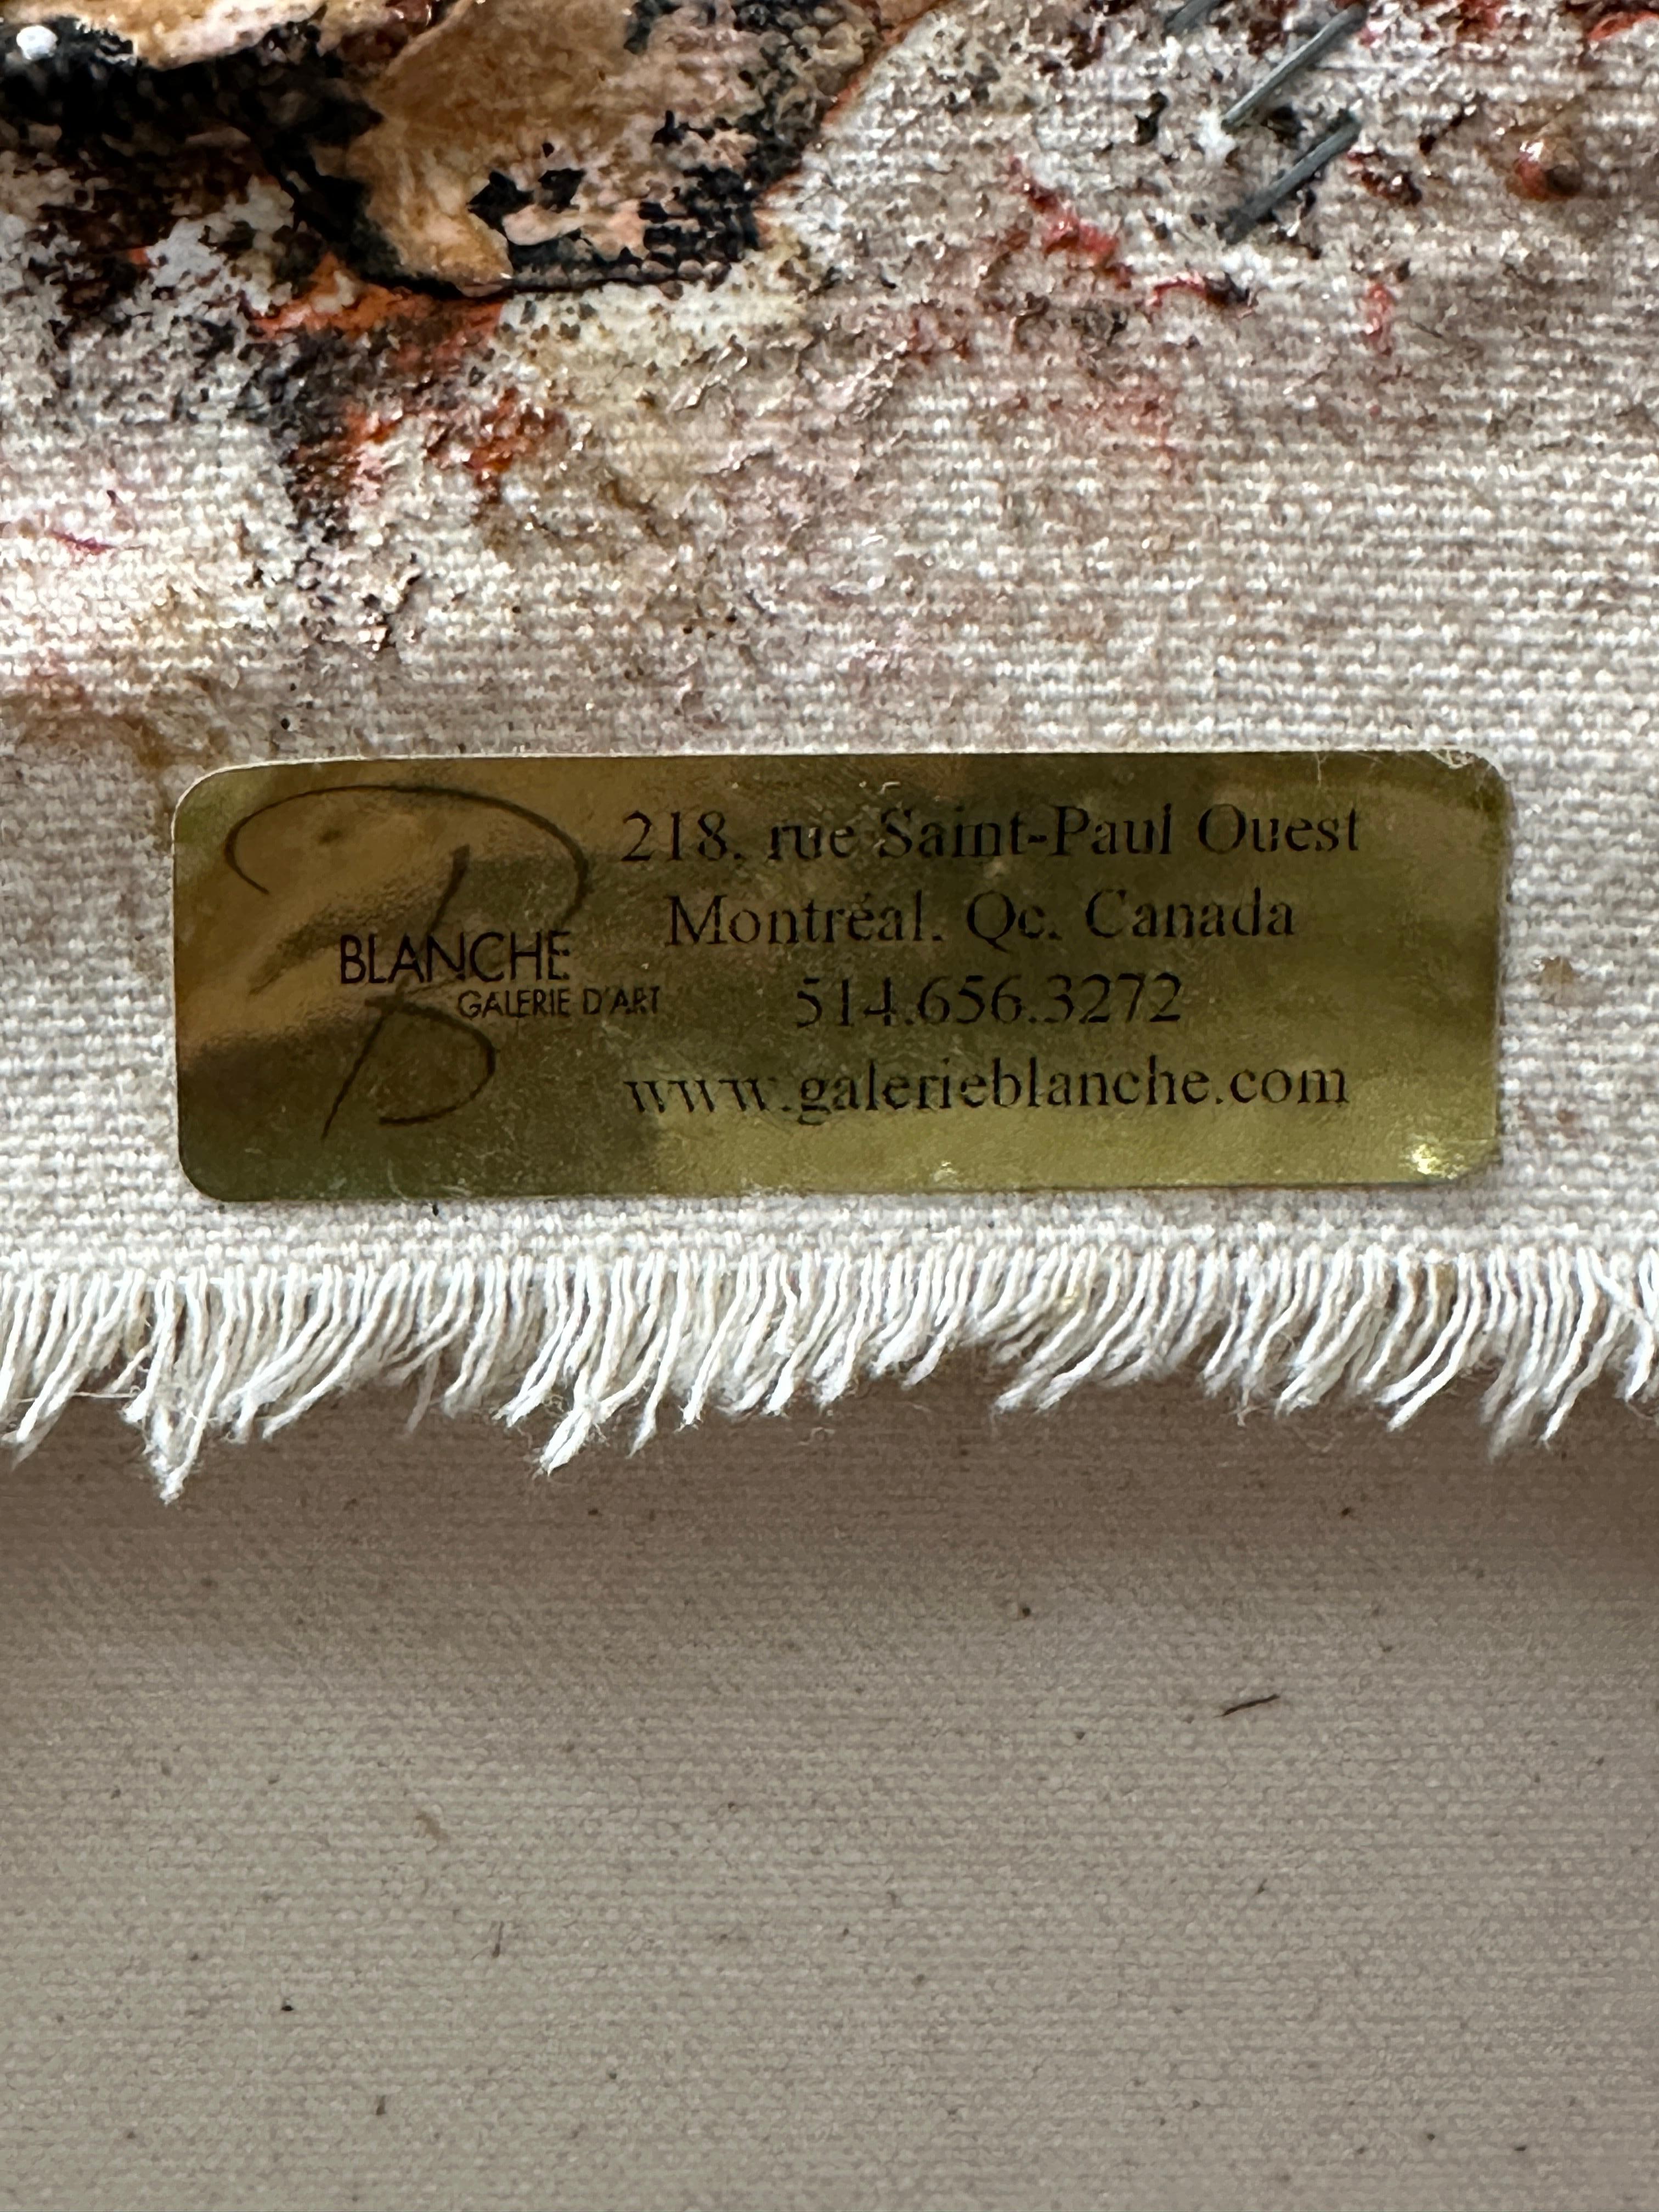 BLANCHE
GALERIE D'ART
218, rue Saint-Paul Ouest
Montréal, Qc, Canada
514.656.3272
www.galerieblanche.com